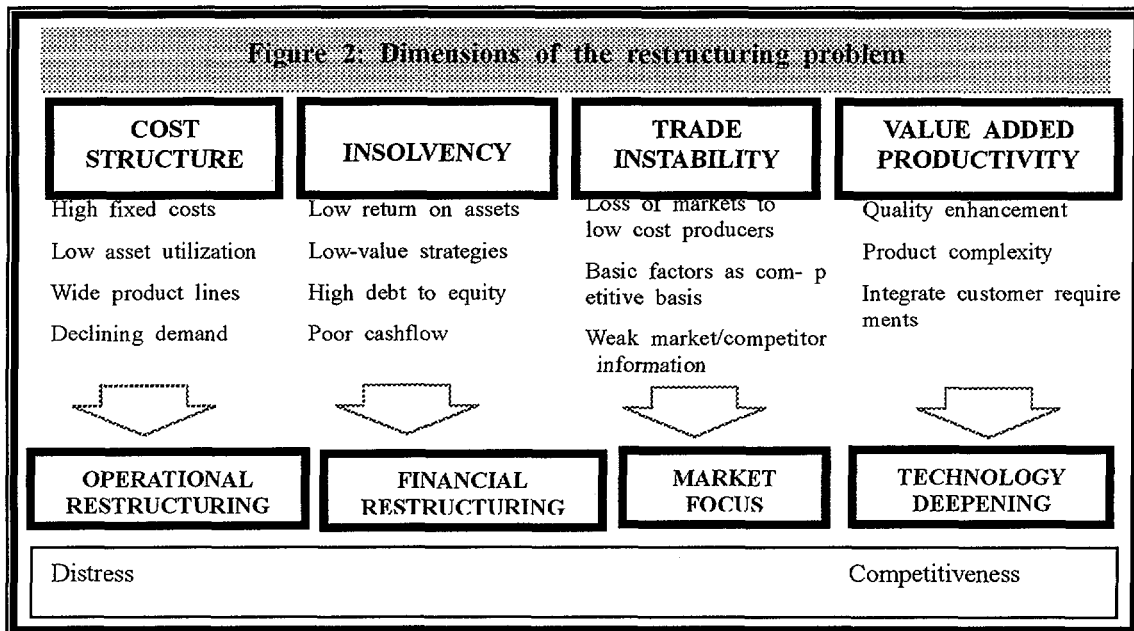 Figure 2: Dimensions of the restructuring problem
COST
STRUCTURE
High fixed costs
Low asset utilization
Wide product lines
Declining demand
OPERATIONAL
RESTRUCTURING
INSOLVENCY
Low return on assets
Low-value strategies
High debt to equity
Poor cashflow
FINANCIAL
RESTRUCTURING
TRADE
INSTABILITY
Loss of markets to
low cost producers
Basic factors as com- p
etitive basis
Weak market/competitor
information
MARKET
FOCUS
VALUE ADDED
PRODUCTIVITY
Quality enhancement
Product complexity
Integrate customer require
ments
TECHNOLOGY
DEEPENING
Distress
Competitiveness